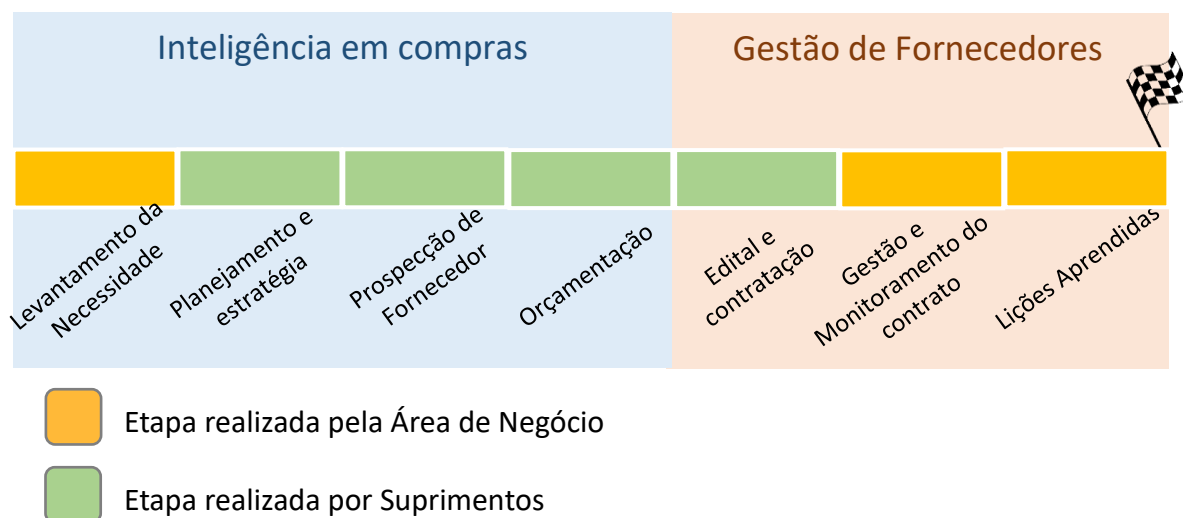 Inteligência em compras
Gestão de Fornecedores
Levantamento da
Necessidade
Planejamento e
estratégia
Prospecção de
Fornecedor
Orçamentação
Edital e
contratação
Gestão e
Monitoramento do
contrato
Lições Aprendidas
Etapa realizada pela Área de Negócio
Etapa realizada por Suprimentos